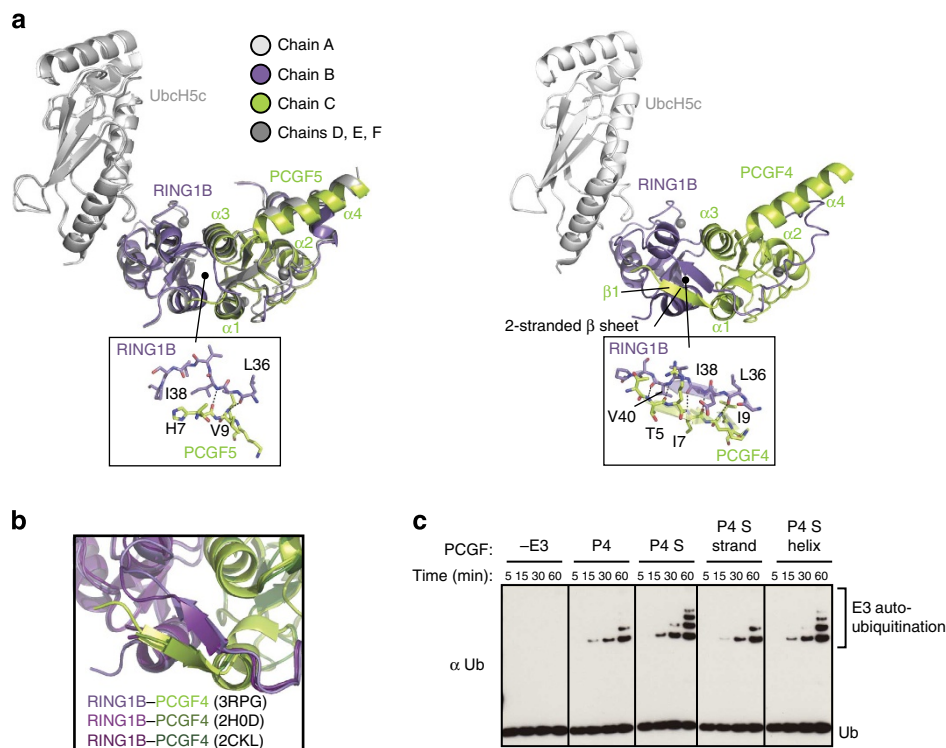 a
Chain A
Chain B
Chain C
Chains D, E, F
UbcH5c
RING1B
PCGF5
α3
α4
α2
α1
RING1B
L36
I38
H7
V9
PCGF5
UbcH5c
RING1B
PCGF4
α3
α4
α2
β1
α1
2-stranded β sheet
RING1B
I38
L36
V40
I9
T5
I7
PCGF4
b
RING1B–PCGF4 (3RPG)
RING1B–PCGF4 (2H0D)
RING1B–PCGF4 (2CKL)
c
PCGF: –E3 P4 P4 S P4 S strand P4 S helix
Time (min): 5 15 30 60 5 15 30 60 5 15 30 60 5 15 30 60 5 15 30 60
E3 auto-
ubiquitination
α Ub
Ub